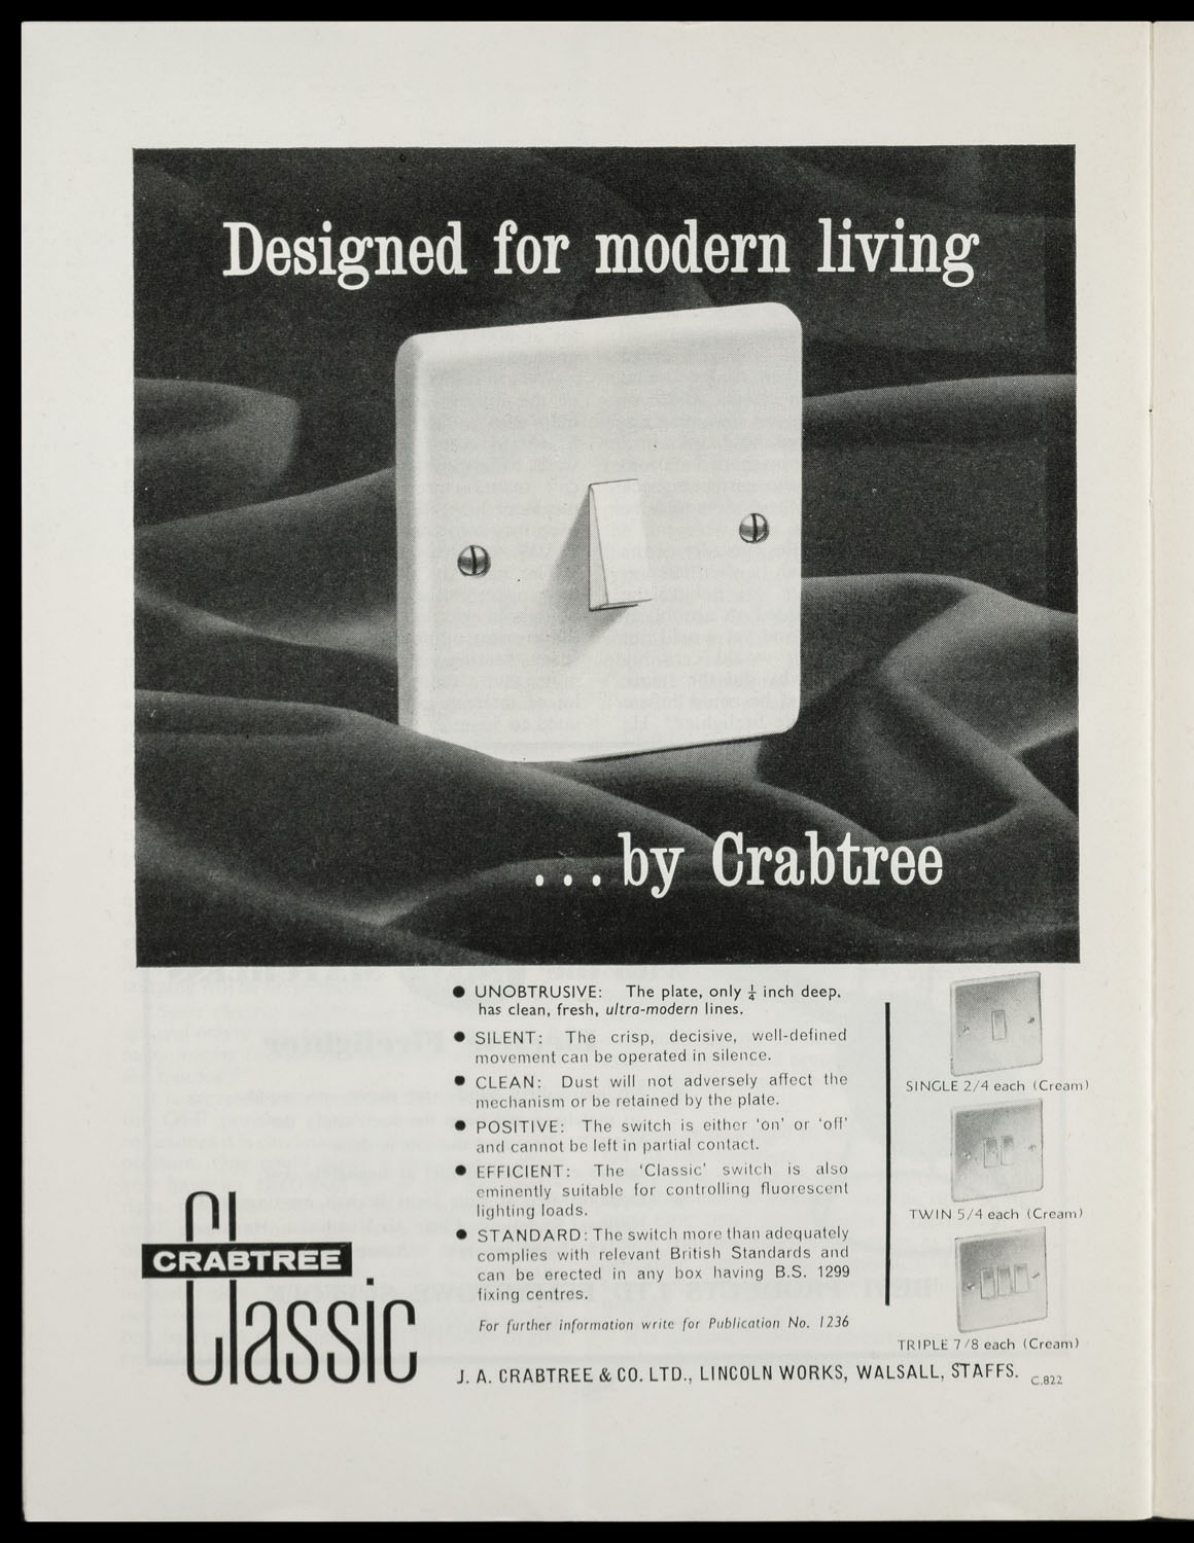 Designed for modern living
. . . by Crabtree
● UNOBTRUSIVE: The plate, only ¼ inch deep,
has clean, fresh, ultra-modern lines.
● SILENT: The crisp, decisive, well-defined
movement can be operated in silence.
● CLEAN: Dust will not adversely affect the
mechanism or be retained by the plate.
● POSITIVE: The switch is either ‘on’ or ‘off’
and cannot be left in partial contact.
● EFFICIENT: The ‘Classic’ switch is also
eminently suitable for controlling fluorescent
lighting loads.
● STANDARD: The switch more than adequately
complies with relevant British Standards and
can be erected in any box having B.S. 1299
fixing centres.
For further information write for Publication No. 1236
SINGLE 2/4 each (Cream)
TWIN 5/4 each (Cream)
TRIPLE 7/8 each (Cream)
CRABTREE
Classic
J. A. CRABTREE & CO. LTD., LINCOLN WORKS, WALSALL, STAFFS.
C.822